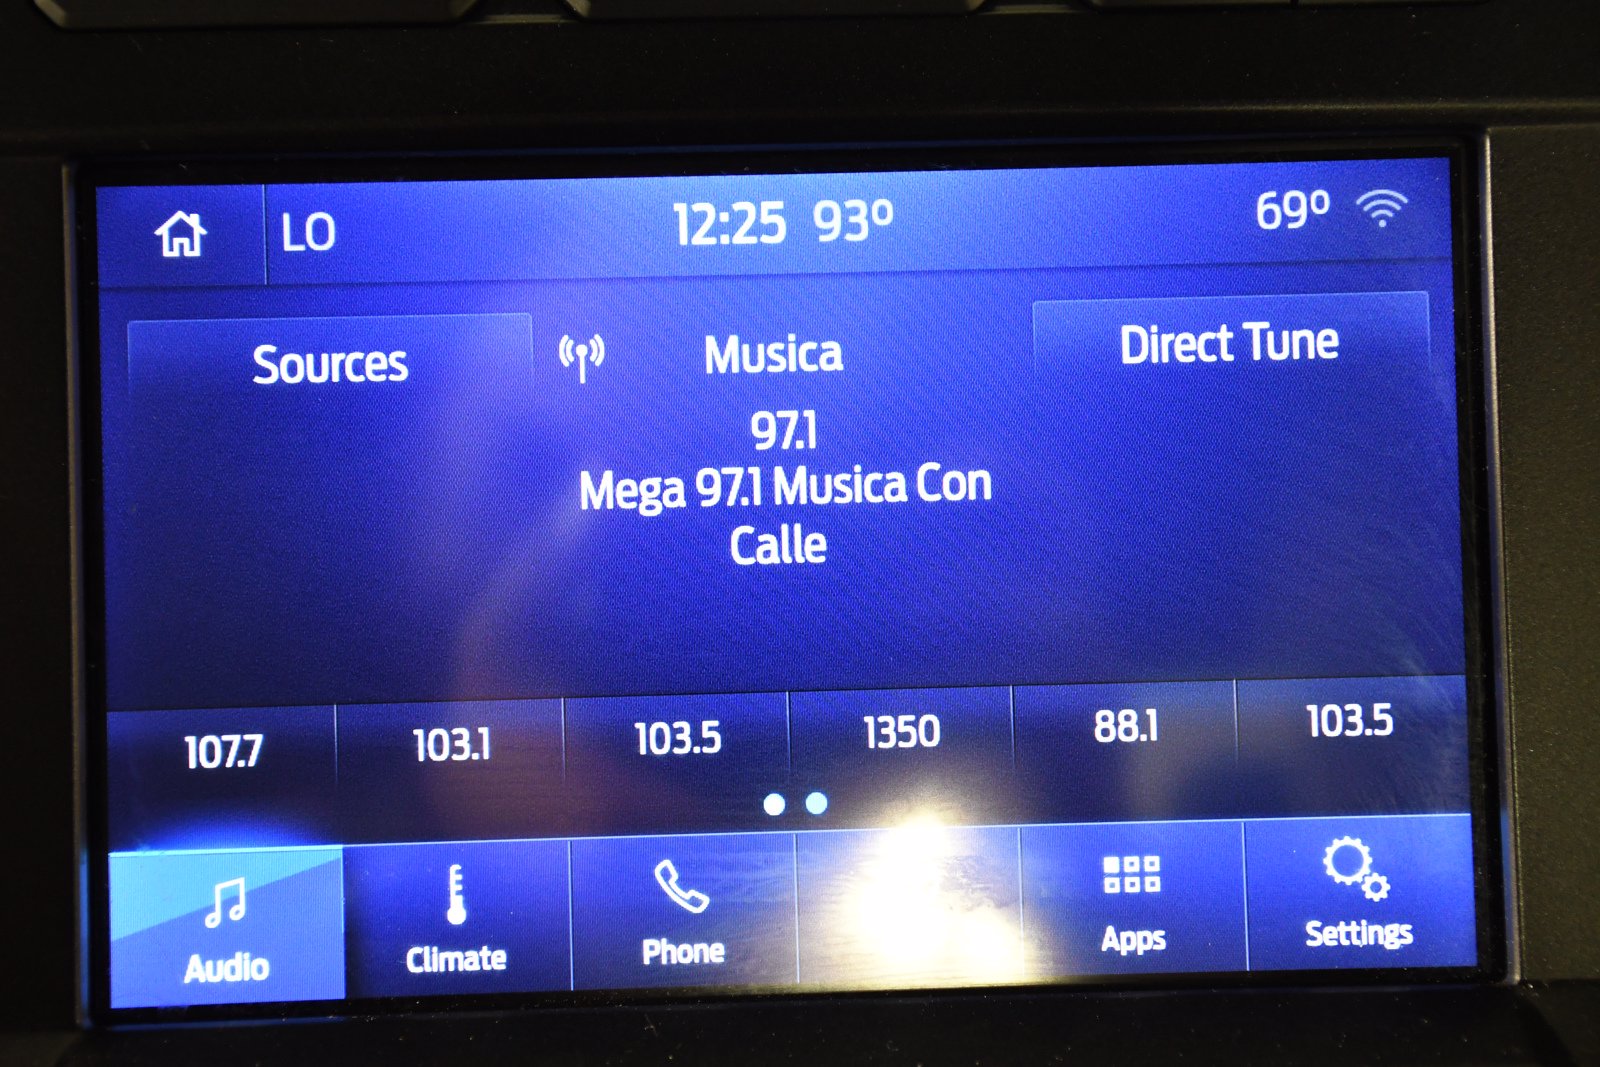 LO 12:25 93° 69°
Sources Musica Direct Tune
97.1
Mega 97.1 Musica Con
Calle
107.7 103.1 103.5 1350 88.1 103.5
Audio Climate Phone Apps Settings